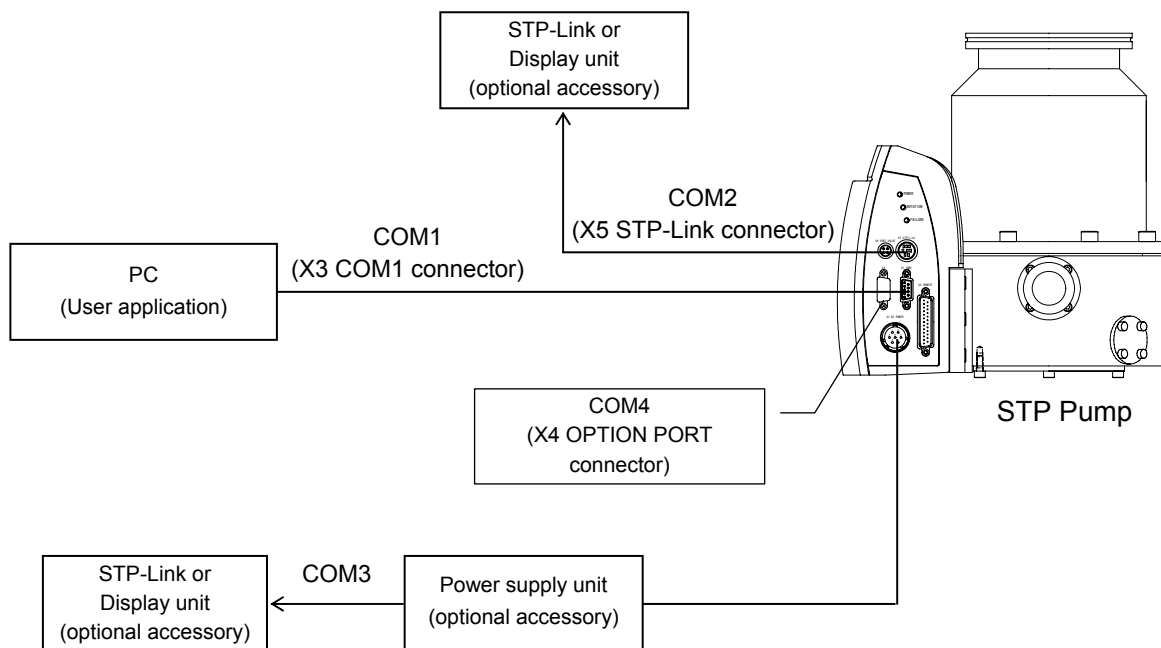 STP-Link or
Display unit
(optional accessory)
COM2
(X5 STP-Link connector)
COM1
(X3 COM1 connector)
PC
(User application)
COM4
(X4 OPTION PORT
connector)
STP Pump
STP-Link or
Display unit
(optional accessory)
COM3
Power supply unit
(optional accessory)